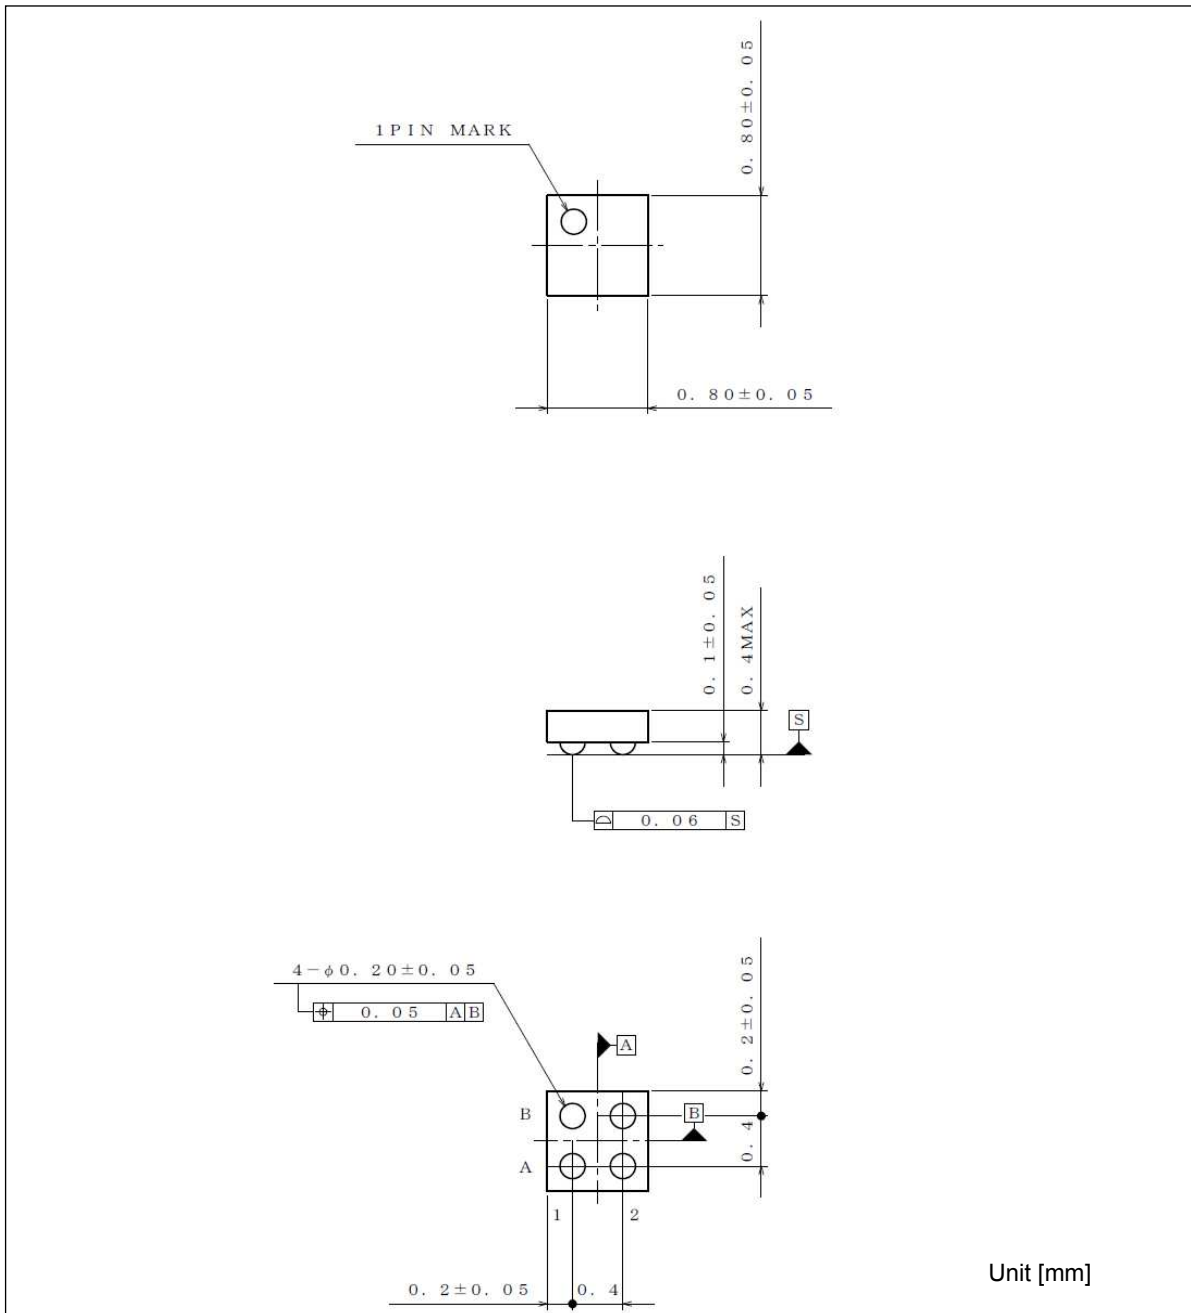 0. 80±0. 05
1PIN MARK
0. 80±0. 05
0. 1±0. 05
0. 4MAX
S
0. 06 S
4-φ0. 20±0. 05
0. 05 A B
0. 2±0. 05
A
B
B
0. 4
A
1 2
0. 2±0. 05 0. 4
Unit [mm]